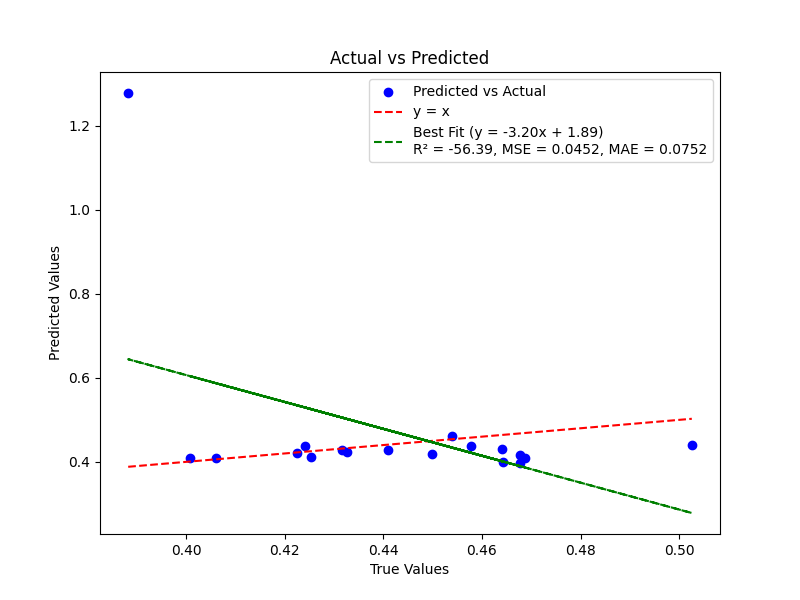 Actual vs Predicted
Predicted vs Actual
y = x
Best Fit (y = -3.20x + 1.89)
R² = -56.39, MSE = 0.0452, MAE = 0.0752
Predicted Values
1.2
1.0
0.8
0.6
0.4
0.40 0.42 0.44 0.46 0.48 0.50
True Values